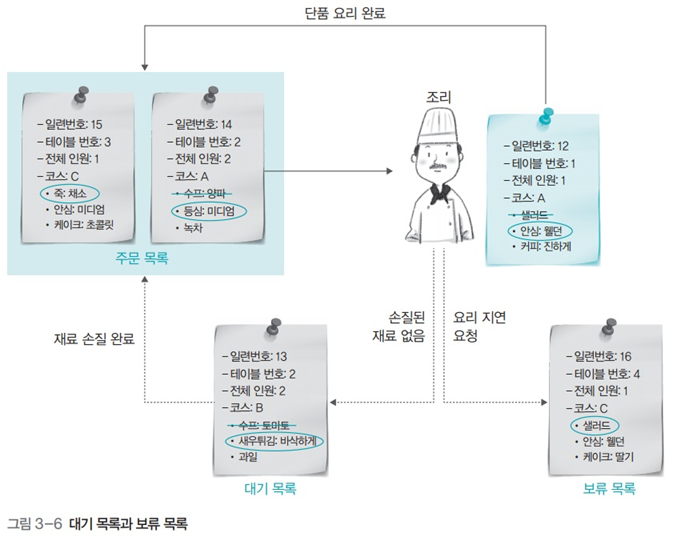 단품 요리 완료
– 일련번호: 15
– 테이블 번호: 3
– 전체 인원: 1
– 코스: C
• 죽: 채소
• 안심: 미디엄
• 케이크: 초콜릿
– 일련번호: 14
– 테이블 번호: 2
– 전체 인원: 2
– 코스: A
• 수프: 양파
• 등심: 미디엄
• 녹차
주문 목록
조리
– 일련번호: 12
– 테이블 번호: 1
– 전체 인원: 1
– 코스: A
• 샐러드
• 안심: 웰던
• 커피: 진하게
재료 손질 완료
손질된
재료 없음
요리 지연
요청
– 일련번호: 13
– 테이블 번호: 2
– 전체 인원: 2
– 코스: B
• 수프: 토마토
• 새우튀김: 바삭하게
• 과일
대기 목록
– 일련번호: 16
– 테이블 번호: 4
– 전체 인원: 1
– 코스: C
• 샐러드
• 안심: 웰던
• 케이크: 딸기
보류 목록
그림 3–6 대기 목록과 보류 목록